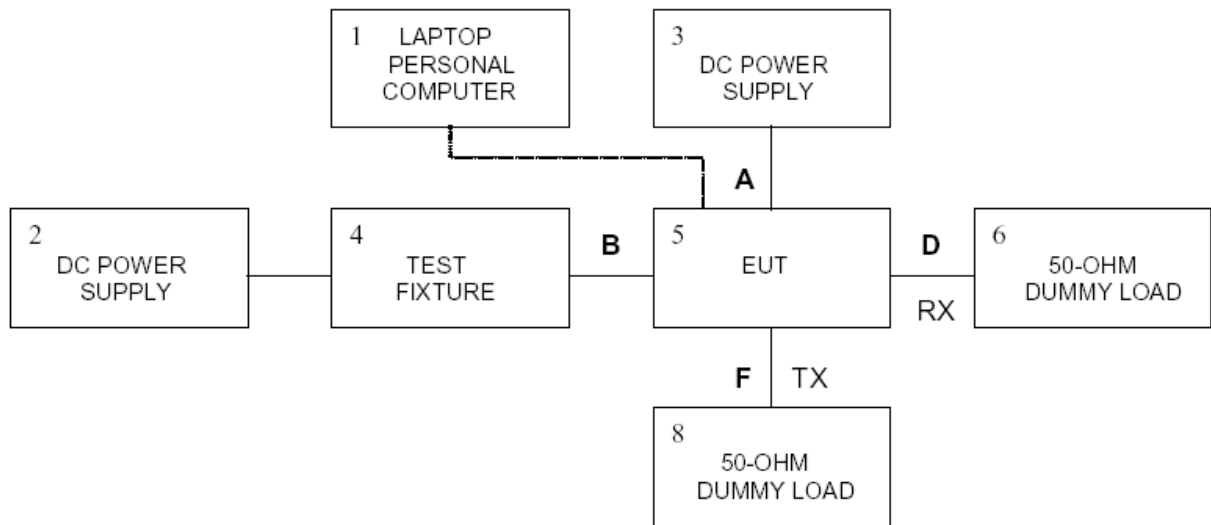 1 LAPTOP
PERSONAL
COMPUTER
3 DC POWER
SUPPLY
A
2 DC POWER
SUPPLY
4 TEST
FIXTURE
B
5 EUT
D
RX
6 50-OHM
DUMMY LOAD
F TX
8 50-OHM
DUMMY LOAD